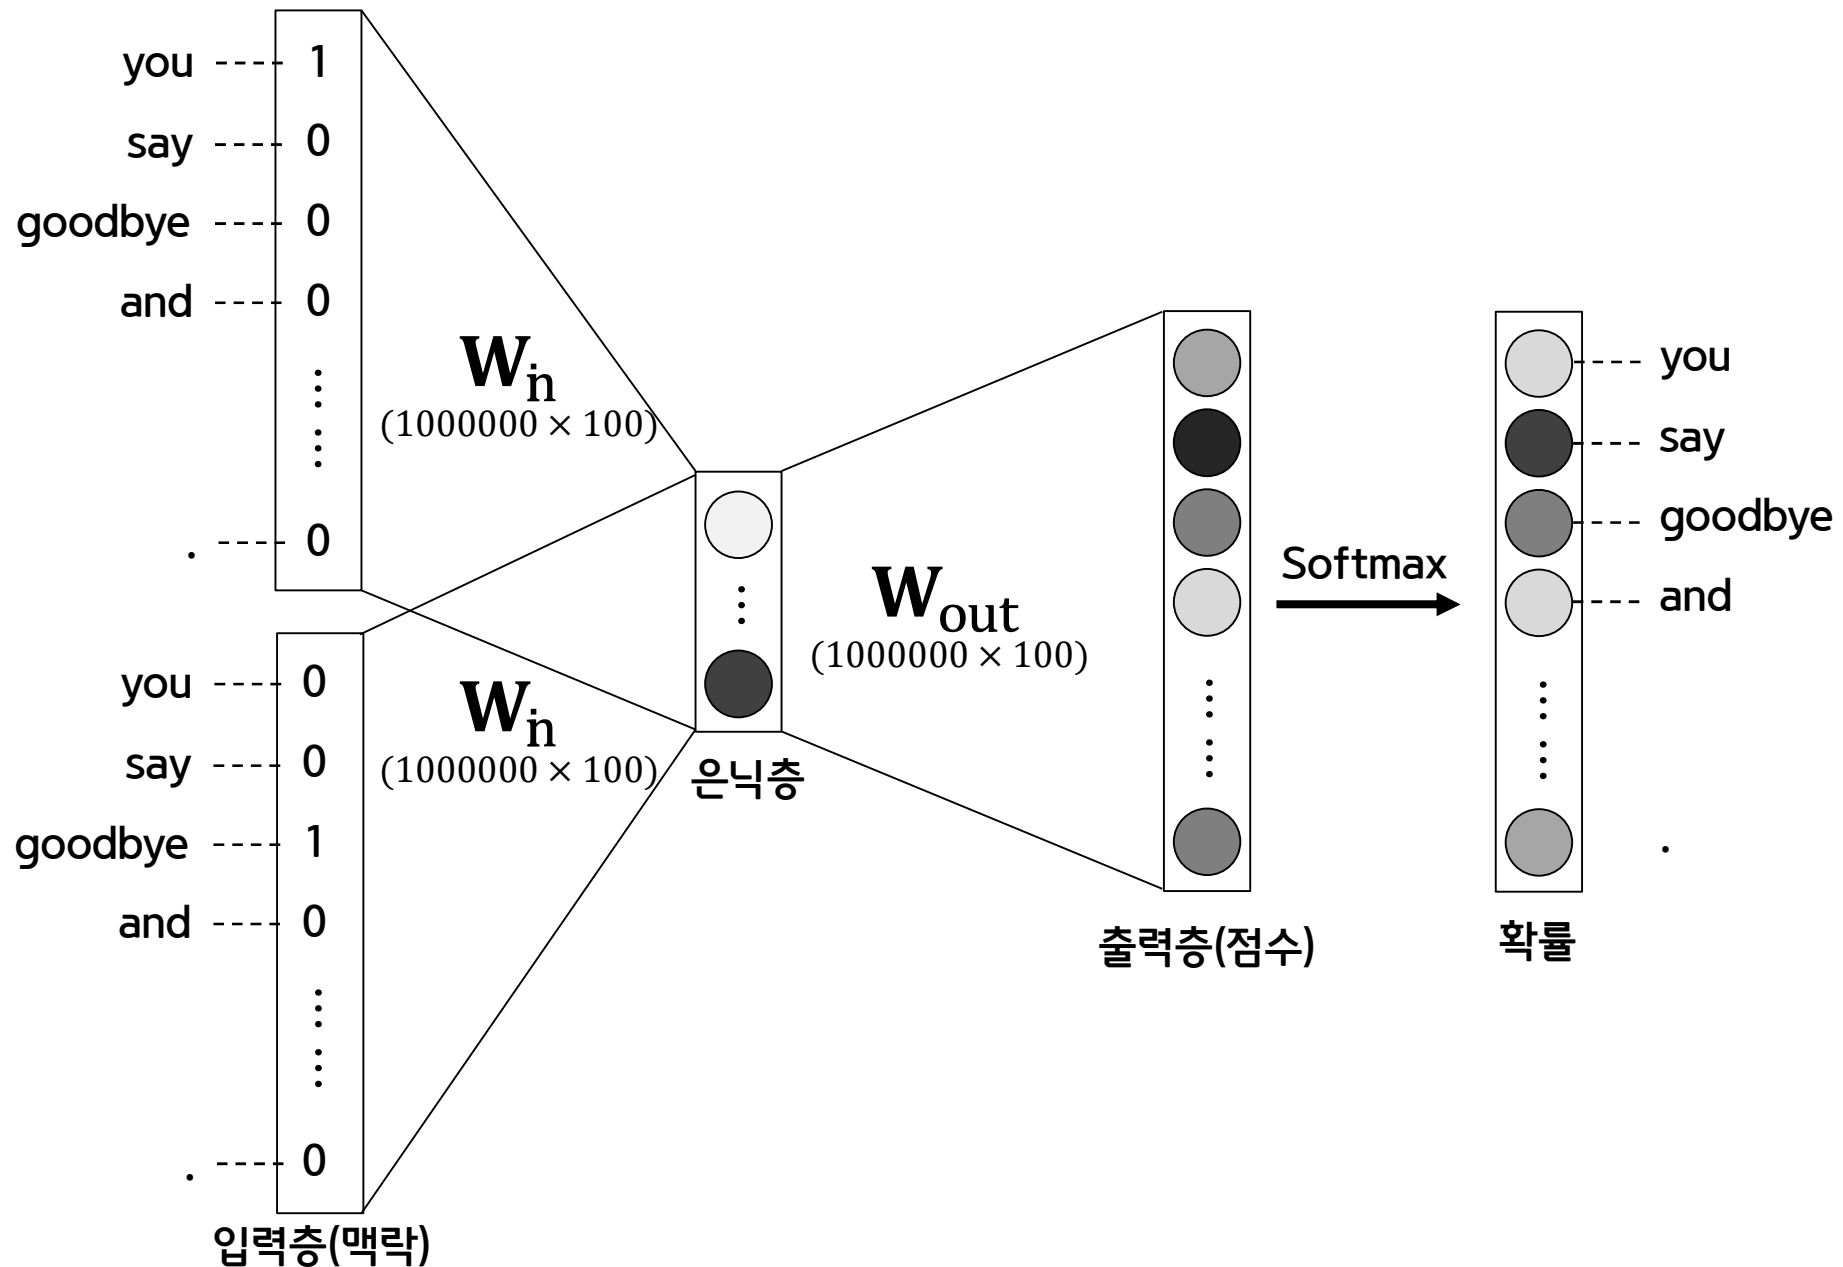 you 1
say 0
goodbye 0
and 0
. 0
W_in
(1000000 × 100)
you 0
say 0
goodbye 1
and 0
. 0
W_in
(1000000 × 100)
입력층(맥락)
은닉층
W_out
(1000000 × 100)
출력층(점수)
Softmax
you
say
goodbye
and
.
확률